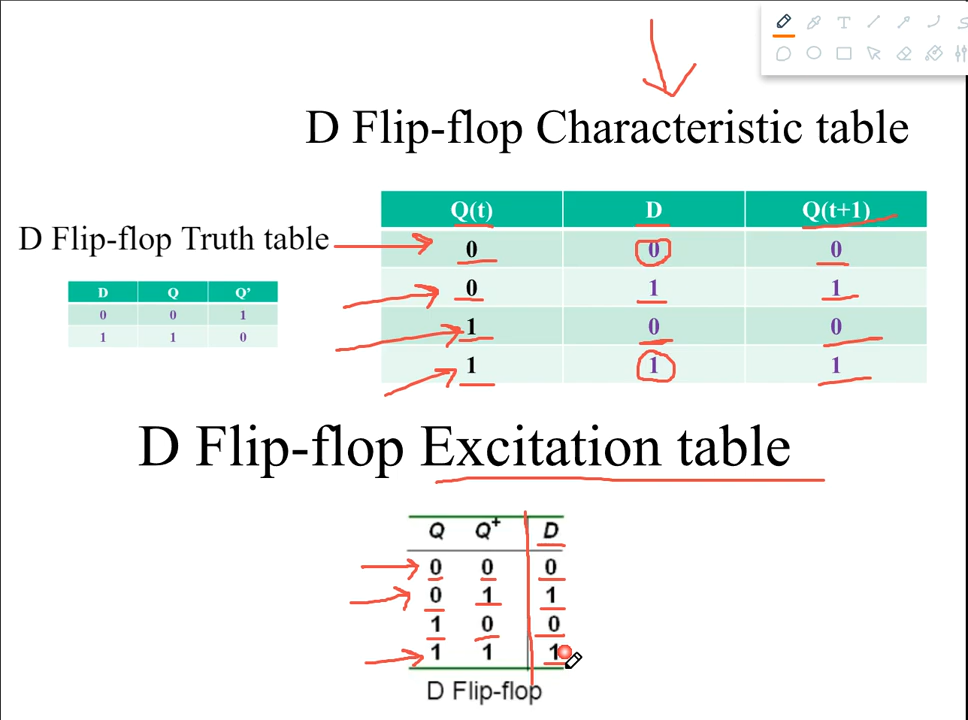 D Flip-flop Characteristic table
Q(t) D Q(t+1)
0 0 0
0 1 1
1 0 0
1 1 1
D Flip-flop Truth table
D Q Q’
0 0 1
1 1 0
D Flip-flop Excitation table
Q Q+ D
0 0 0
0 1 1
1 0 0
1 1 1
D Flip-flop